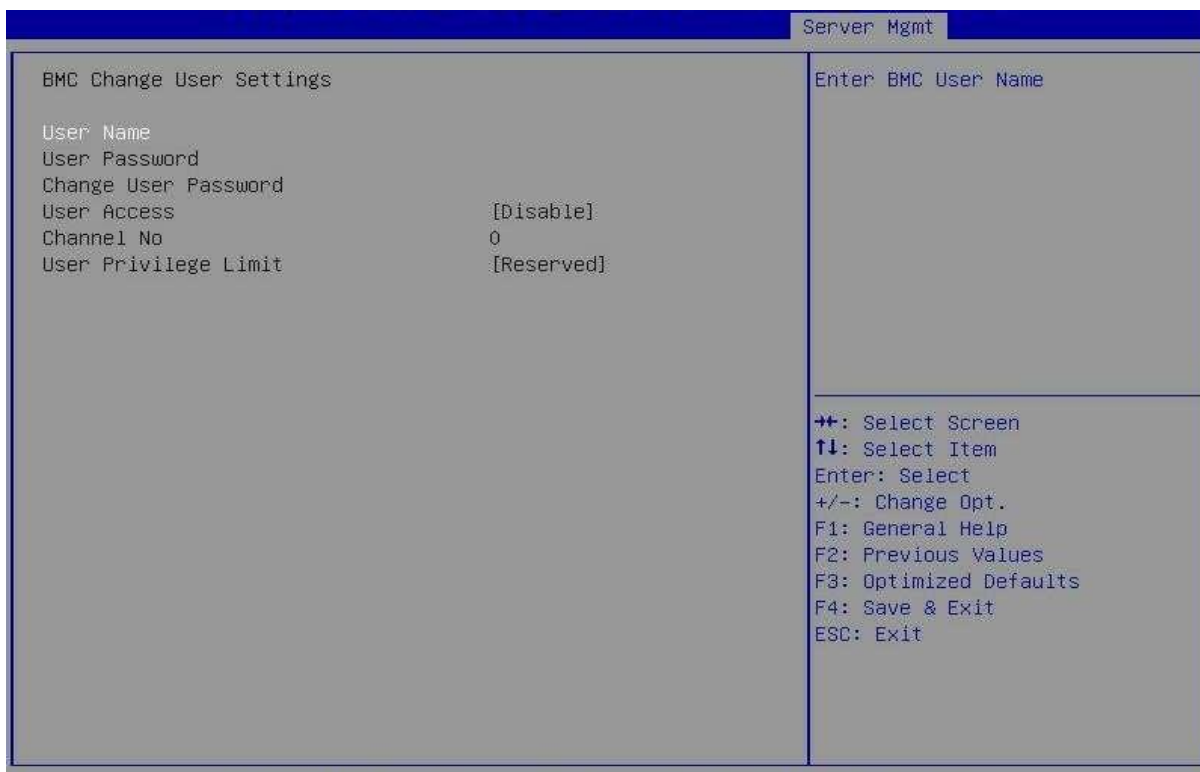 Server Mgmt
BMC Change User Settings
User Name
User Password
Change User Password
User Access [Disable]
Channel No 0
User Privilege Limit [Reserved]
Enter BMC User Name
→←: Select Screen
↑↓: Select Item
Enter: Select
+/-: Change Opt.
F1: General Help
F2: Previous Values
F3: Optimized Defaults
F4: Save & Exit
ESC: Exit